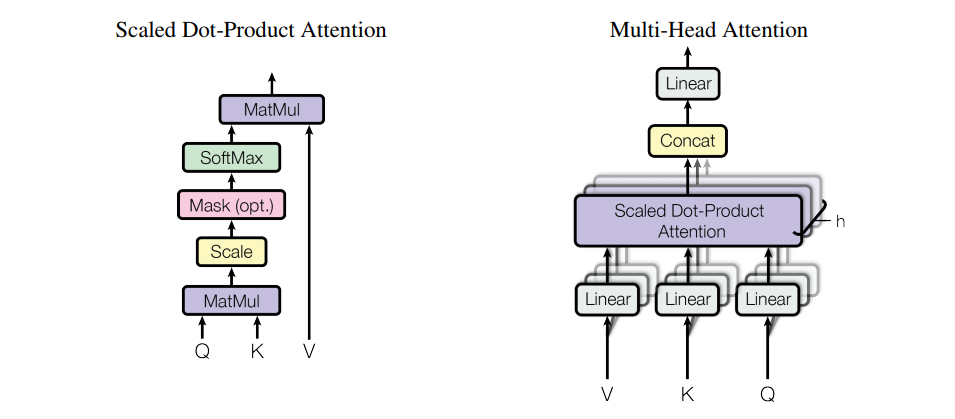 Scaled Dot-Product Attention
MatMul
SoftMax
Mask (opt.)
Scale
MatMul
Q K V
Multi-Head Attention
Linear
Concat
Scaled Dot-Product
Attention
h
Linear Linear Linear
V K Q